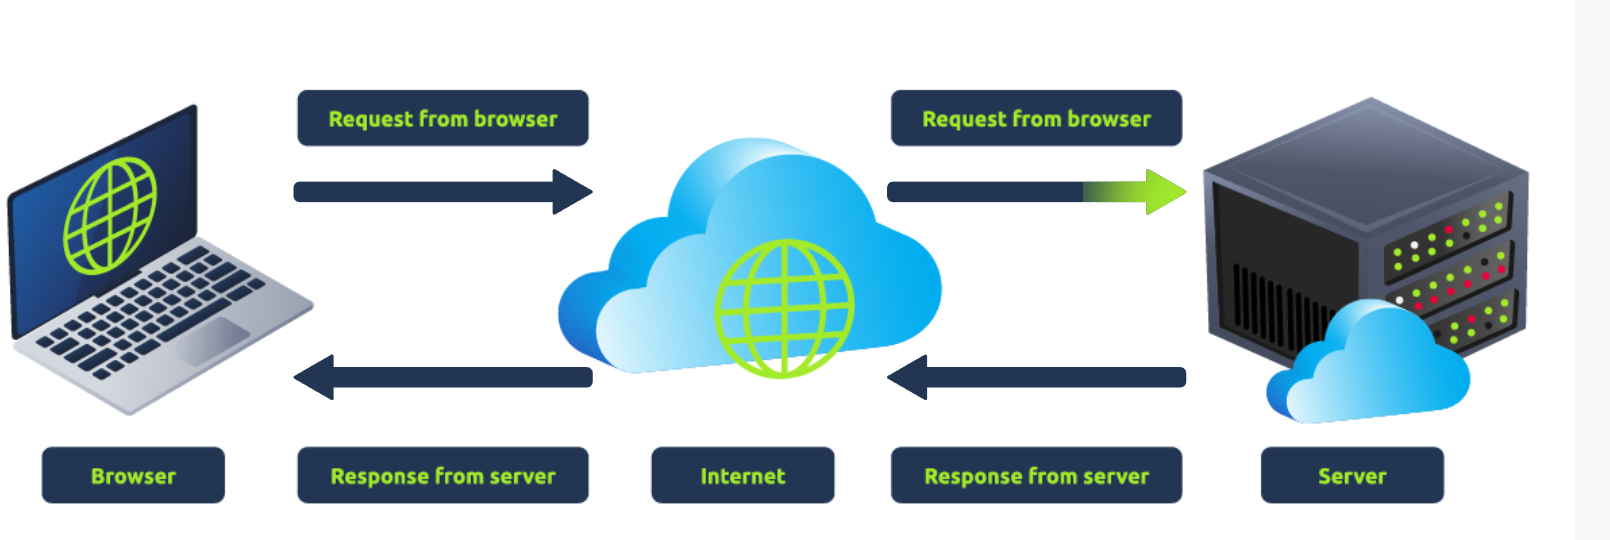 Request from browser
Request from browser
Browser
Response from server
Internet
Response from server
Server